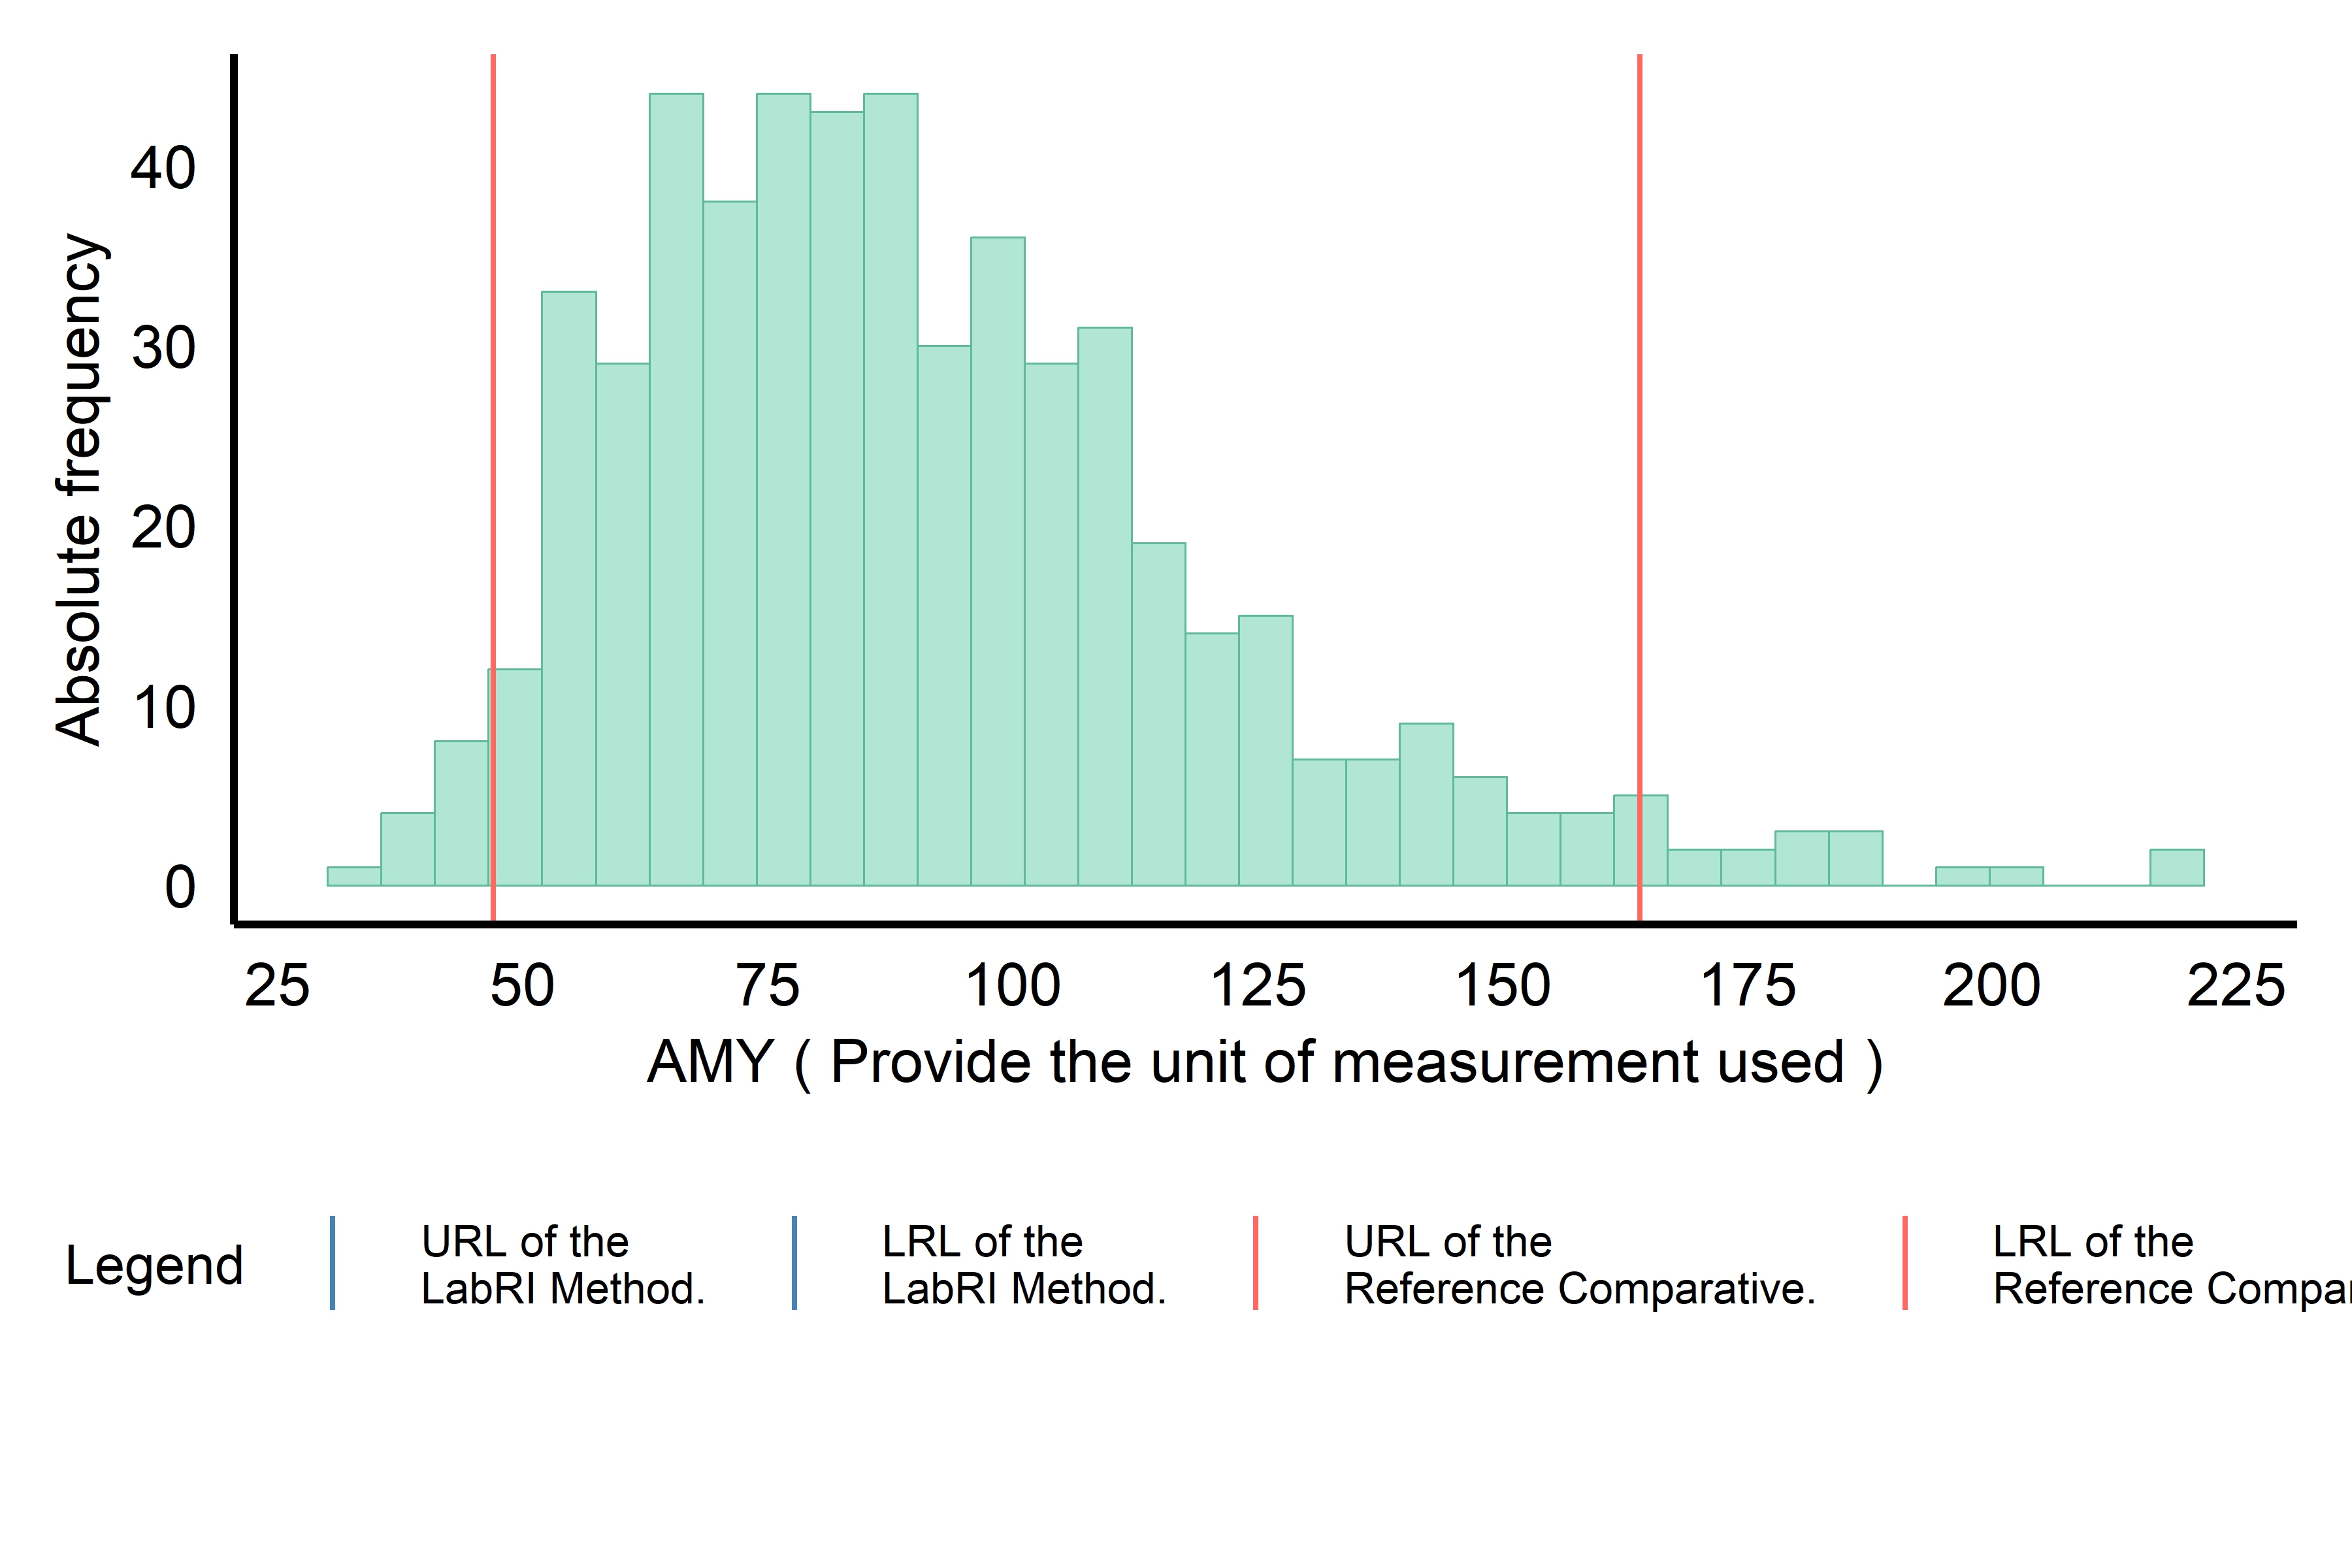 Absolute frequency
40
30
20
10
0
25 50 75 100 125 150 175 200 225
AMY ( Provide the unit of measurement used )
Legend
URL of the
LabRI Method.
LRL of the
LabRI Method.
URL of the
Reference Comparative.
LRL of the
Reference